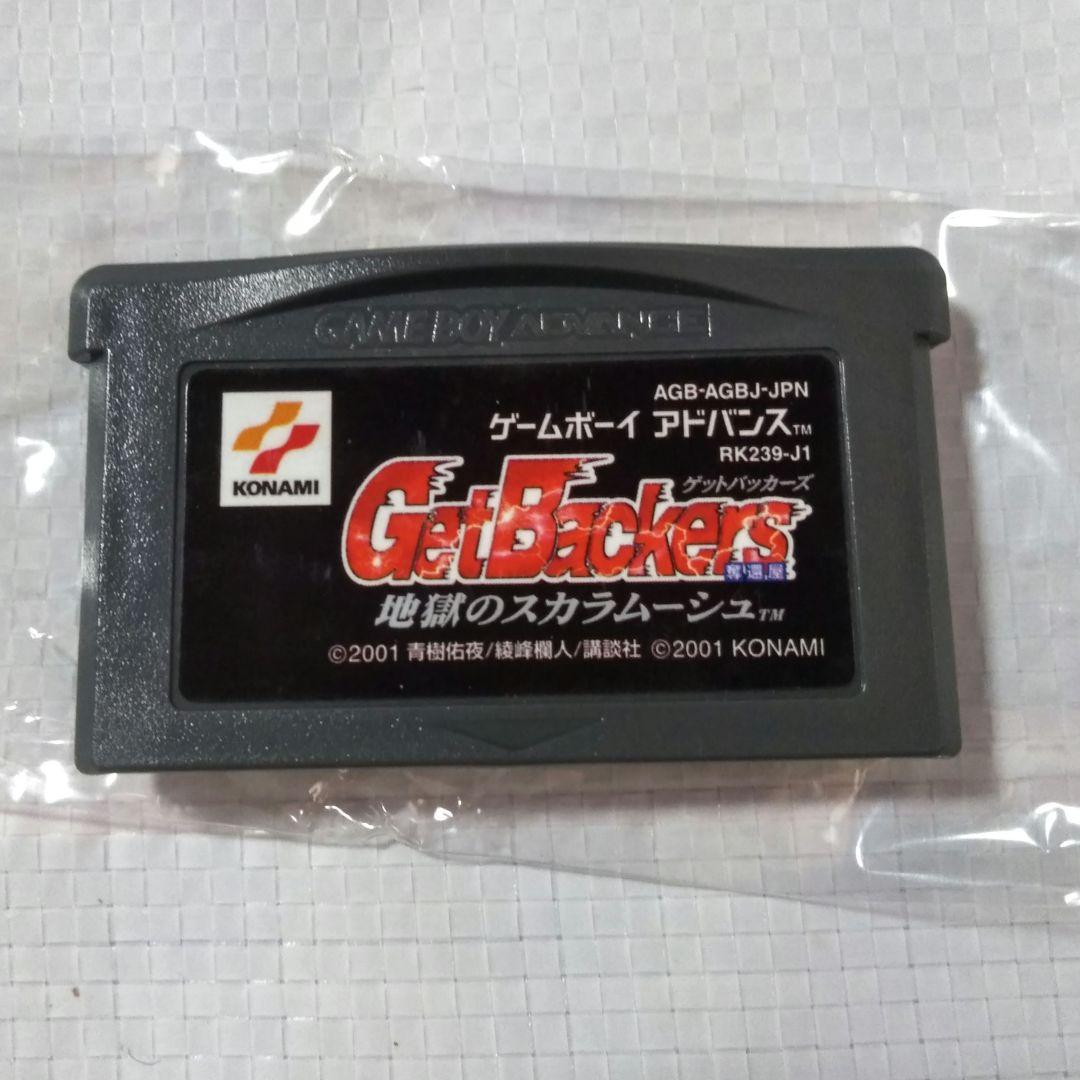 GAME BOY ADVANCE
AGB-AGBJ-JPN
ゲームボーイ アドバンス™
RK239-J1
KONAMI
ゲットバッカーズ
GetBackers
奪還屋
地獄のスカラムーシュ™
©2001 青樹佑夜/綾峰欄人/講談社 ©2001 KONAMI